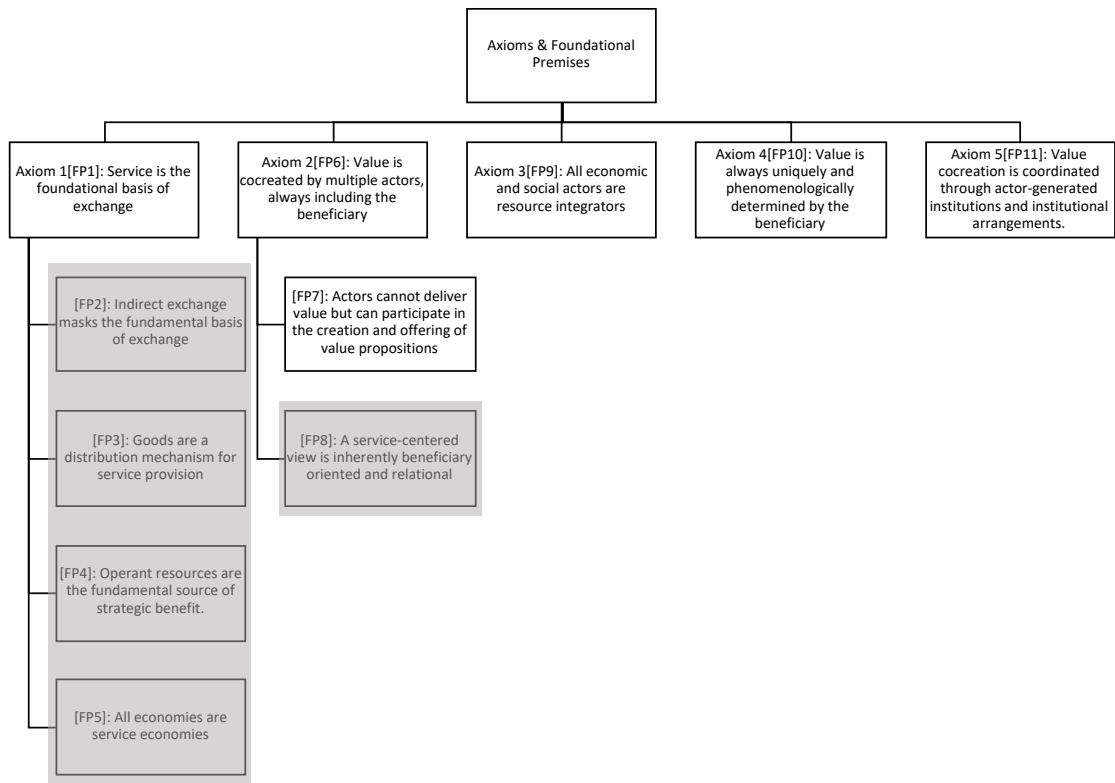 Axioms & Foundational
Premises
Axiom 1[FP1]: Service is
the foundational basis of
exchange
Axiom 2[FP6]: Value is
cocreated by multiple actors,
always including the
beneficiary
Axiom 3[FP9]: All economic
and social actors are
resource integrators
Axiom 4[FP10]: Value is
always uniquely and
phenomenologically
determined by the
beneficiary
Axiom 5[FP11]: Value
cocreation is coordinated
through actor-generated
institutions and institutional
arrangements.
[FP2]: Indirect exchange
masks the fundamental basis
of exchange
[FP7]: Actors cannot deliver
value but can participate in
the creation and offering of
value propositions
[FP3]: Goods are a
distribution mechanism for
service provision
[FP8]: A service-centered
view is inherently beneficiary
oriented and relational
[FP4]: Operant resources are
the fundamental source of
strategic benefit.
[FP5]: All economies are
service economies